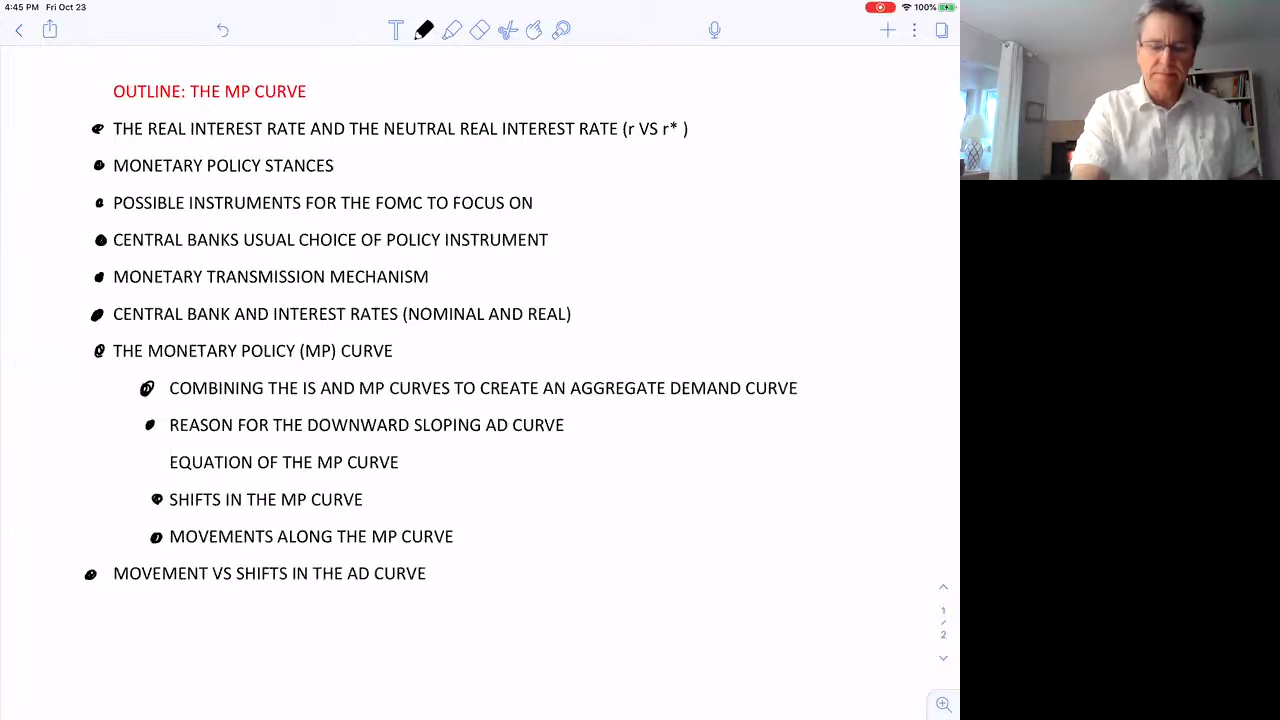 4:45 PM Fri Oct 23
100%
OUTLINE: THE MP CURVE
THE REAL INTEREST RATE AND THE NEUTRAL REAL INTEREST RATE (r VS r* )
MONETARY POLICY STANCES
POSSIBLE INSTRUMENTS FOR THE FOMC TO FOCUS ON
CENTRAL BANKS USUAL CHOICE OF POLICY INSTRUMENT
MONETARY TRANSMISSION MECHANISM
CENTRAL BANK AND INTEREST RATES (NOMINAL AND REAL)
THE MONETARY POLICY (MP) CURVE
COMBINING THE IS AND MP CURVES TO CREATE AN AGGREGATE DEMAND CURVE
REASON FOR THE DOWNWARD SLOPING AD CURVE
EQUATION OF THE MP CURVE
SHIFTS IN THE MP CURVE
MOVEMENTS ALONG THE MP CURVE
MOVEMENT VS SHIFTS IN THE AD CURVE
1
/
2